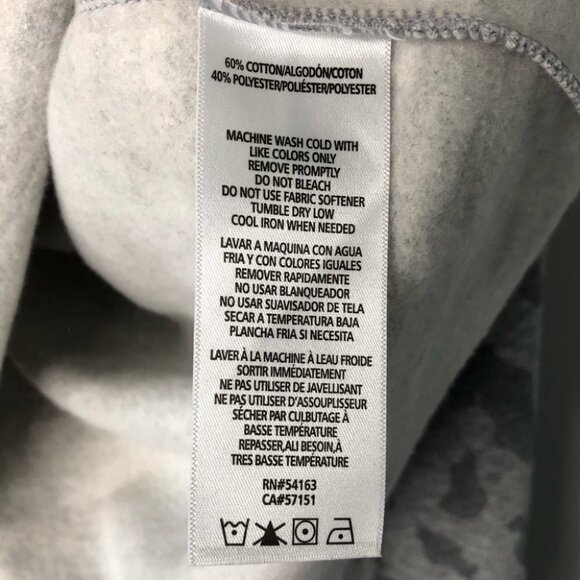 60% COTTON/ALGODÓN/COTON
40% POLYESTER/POLIÉSTER/POLYESTER
MACHINE WASH COLD WITH
LIKE COLORS ONLY
REMOVE PROMPTLY
DO NOT BLEACH
DO NOT USE FABRIC SOFTENER
TUMBLE DRY LOW
COOL IRON WHEN NEEDED
LAVAR A MAQUINA CON AGUA
FRIA Y CON COLORES IGUALES
REMOVER RAPIDAMENTE
NO USAR BLANQUEADOR
NO USAR SUAVISADOR DE TELA
SECAR A TEMPERATURA BAJA
PLANCHA FRIA SI NECESITA
LAVER À LA MACHINE À LEAU FROIDE
SORTIR IMMÉDIATEMENT
NE PAS UTILISER DE JAVELLISANT
NE PAS UTILISER D'ASSOUPLISSEUR
SÉCHER PAR CULBUTAGE À
BASSE TEMPÉRATURE
REPASSER,ALI BESOIN,À
TRES BASSE TEMPÉRATURE
RN#54163
CA#57151